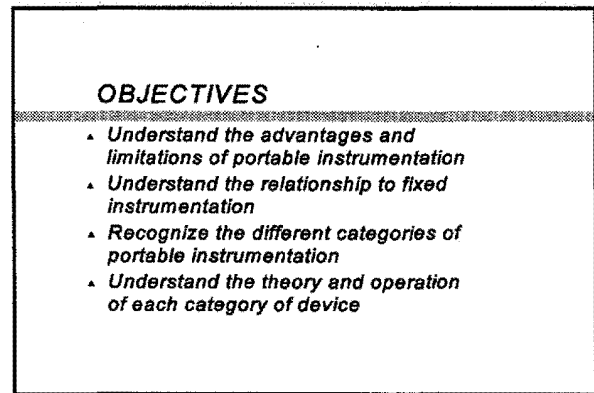 OBJECTIVES
▲ Understand the advantages and
limitations of portable instrumentation
▲ Understand the relationship to fixed
instrumentation
▲ Recognize the different categories of
portable instrumentation
▲ Understand the theory and operation
of each category of device